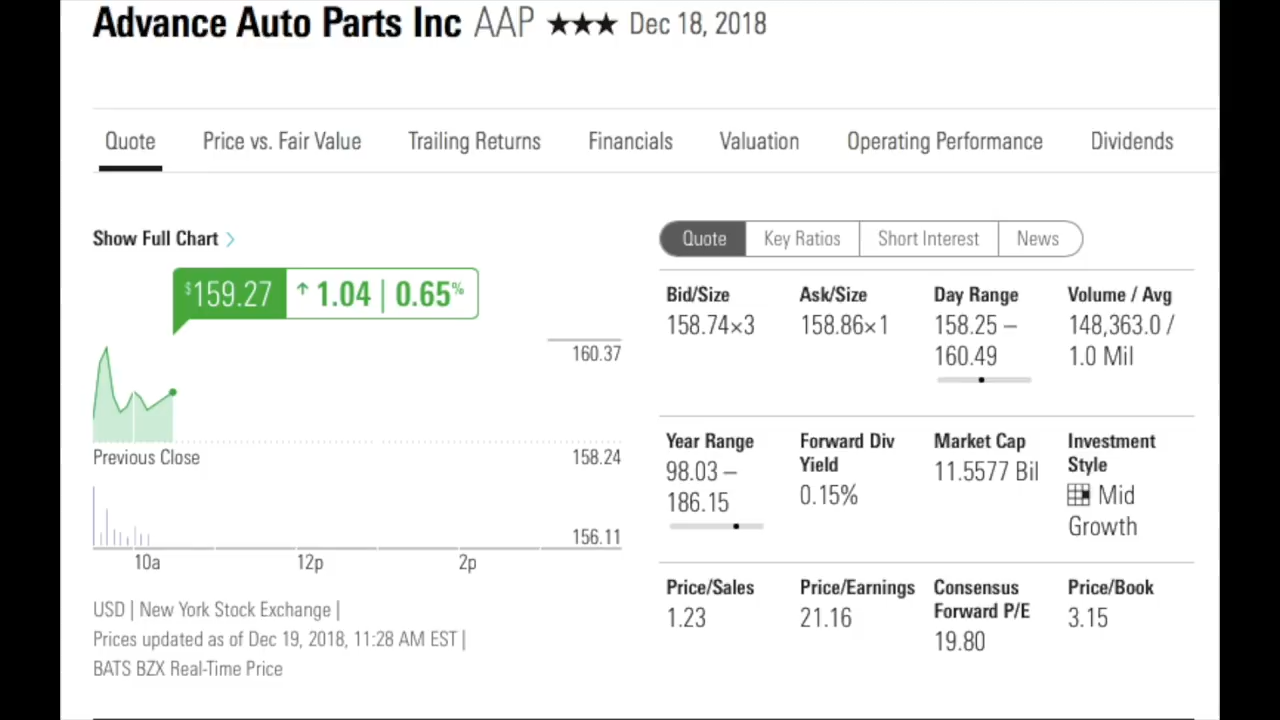 Advance Auto Parts Inc AAP ★★★ Dec 18, 2018
Quote Price vs. Fair Value Trailing Returns Financials Valuation Operating Performance Dividends
Show Full Chart
$159.27 ↑ 1.04 | 0.65%
160.37
Previous Close 158.24
156.11
10a 12p 2p
USD | New York Stock Exchange |
Prices updated as of Dec 19, 2018, 11:28 AM EST |
BATS BZX Real-Time Price
Quote Key Ratios Short Interest News
Bid/Size Ask/Size Day Range Volume / Avg
158.74×3 158.86×1 158.25 – 148,363.0 /
160.49 1.0 Mil
Year Range Forward Div Market Cap Investment
Yield Style
98.03 – 11.5577 Bil
186.15 0.15% Mid
Growth
Price/Sales Price/Earnings Consensus Price/Book
Forward P/E
1.23 21.16 3.15
19.80